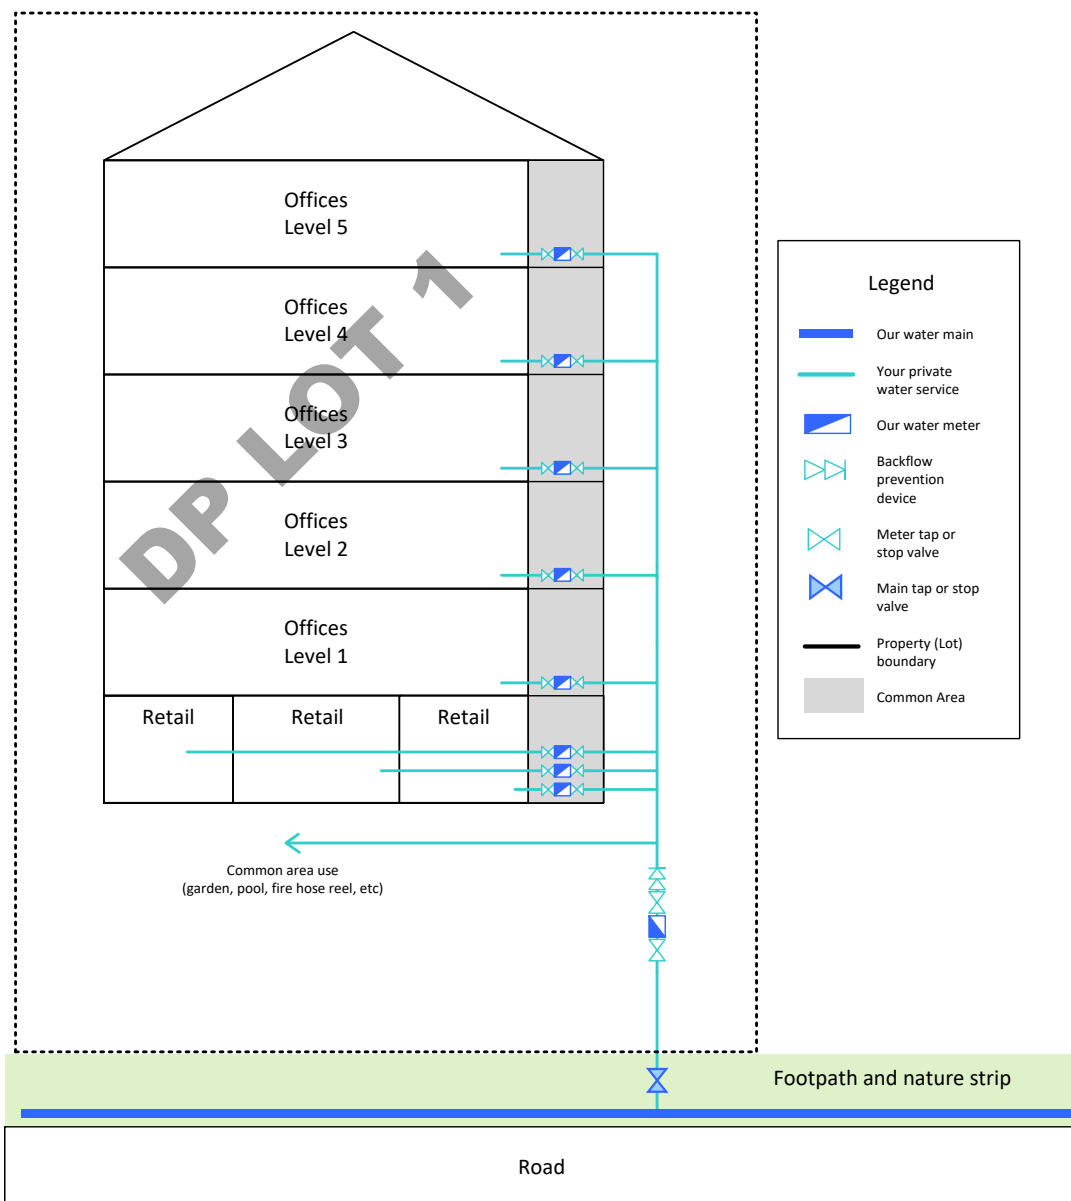 Offices
Level 5
Offices
Level 4
Offices
Level 3
Offices
Level 2
Offices
Level 1
DP LOT 1
Retail
Retail
Retail
Common area use
(garden, pool, fire hose reel, etc)
Legend
Our water main
Your private
water service
Our water meter
Backflow
prevention
device
Meter tap or
stop valve
Main tap or stop
valve
Property (Lot)
boundary
Common Area
Footpath and nature strip
Road